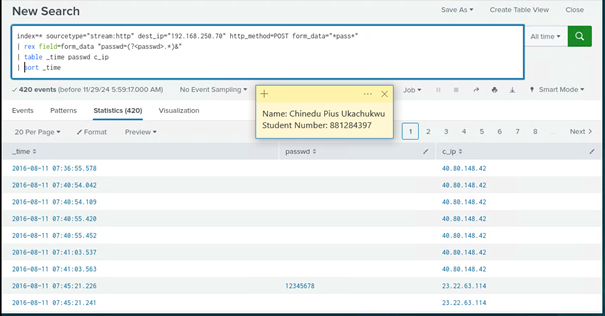 New Search
Save As Create Table View Close
index=* sourcetype="stream:http" dest_ip="192.168.250.70" http_method=POST form_data="*pass*"
| rex field=form_data "passwd=(?<passwd>.*)&"
| table _time passwd c_ip
| sort _time
All time
420 events (before 11/29/24 5:59:17.000 AM) No Event Sampling Job Smart Mode
Name: Chinedu Pius Ukachukwu
Student Number: 881284397
Events Patterns Statistics (420) Visualization
20 Per Page Format Preview 1 2 3 4 5 6 7 8 ... Next
_time passwd c_ip
2016-08-11 07:36:55.578 40.80.148.42
2016-08-11 07:40:54.042 40.80.148.42
2016-08-11 07:40:54.109 40.80.148.42
2016-08-11 07:40:55.420 40.80.148.42
2016-08-11 07:40:55.452 40.80.148.42
2016-08-11 07:41:03.537 40.80.148.42
2016-08-11 07:41:03.563 40.80.148.42
2016-08-11 07:45:21.226 12345678 23.22.63.114
2016-08-11 07:45:21.241 23.22.63.114